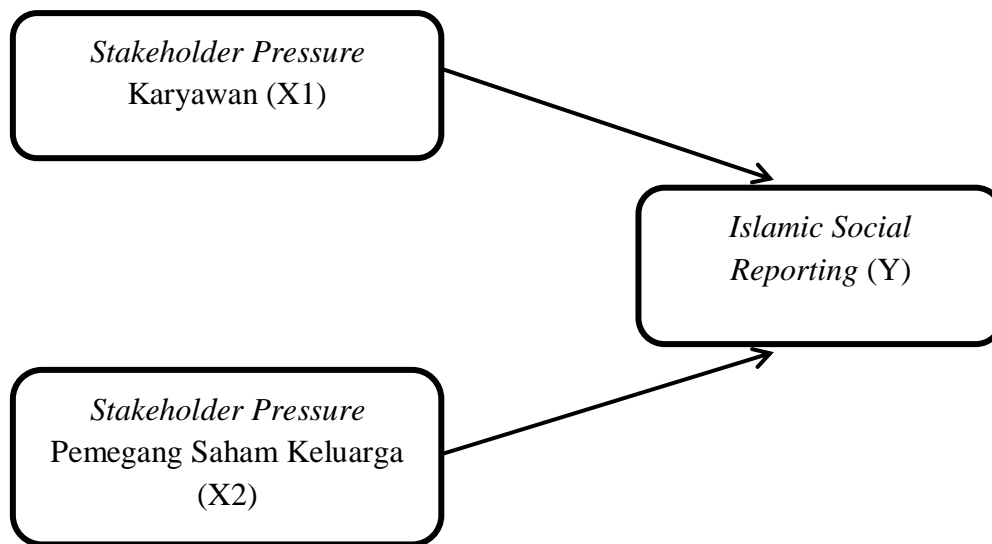 Stakeholder Pressure
Karyawan (X1)
Islamic Social
Reporting (Y)
Stakeholder Pressure
Pemegang Saham Keluarga
(X2)